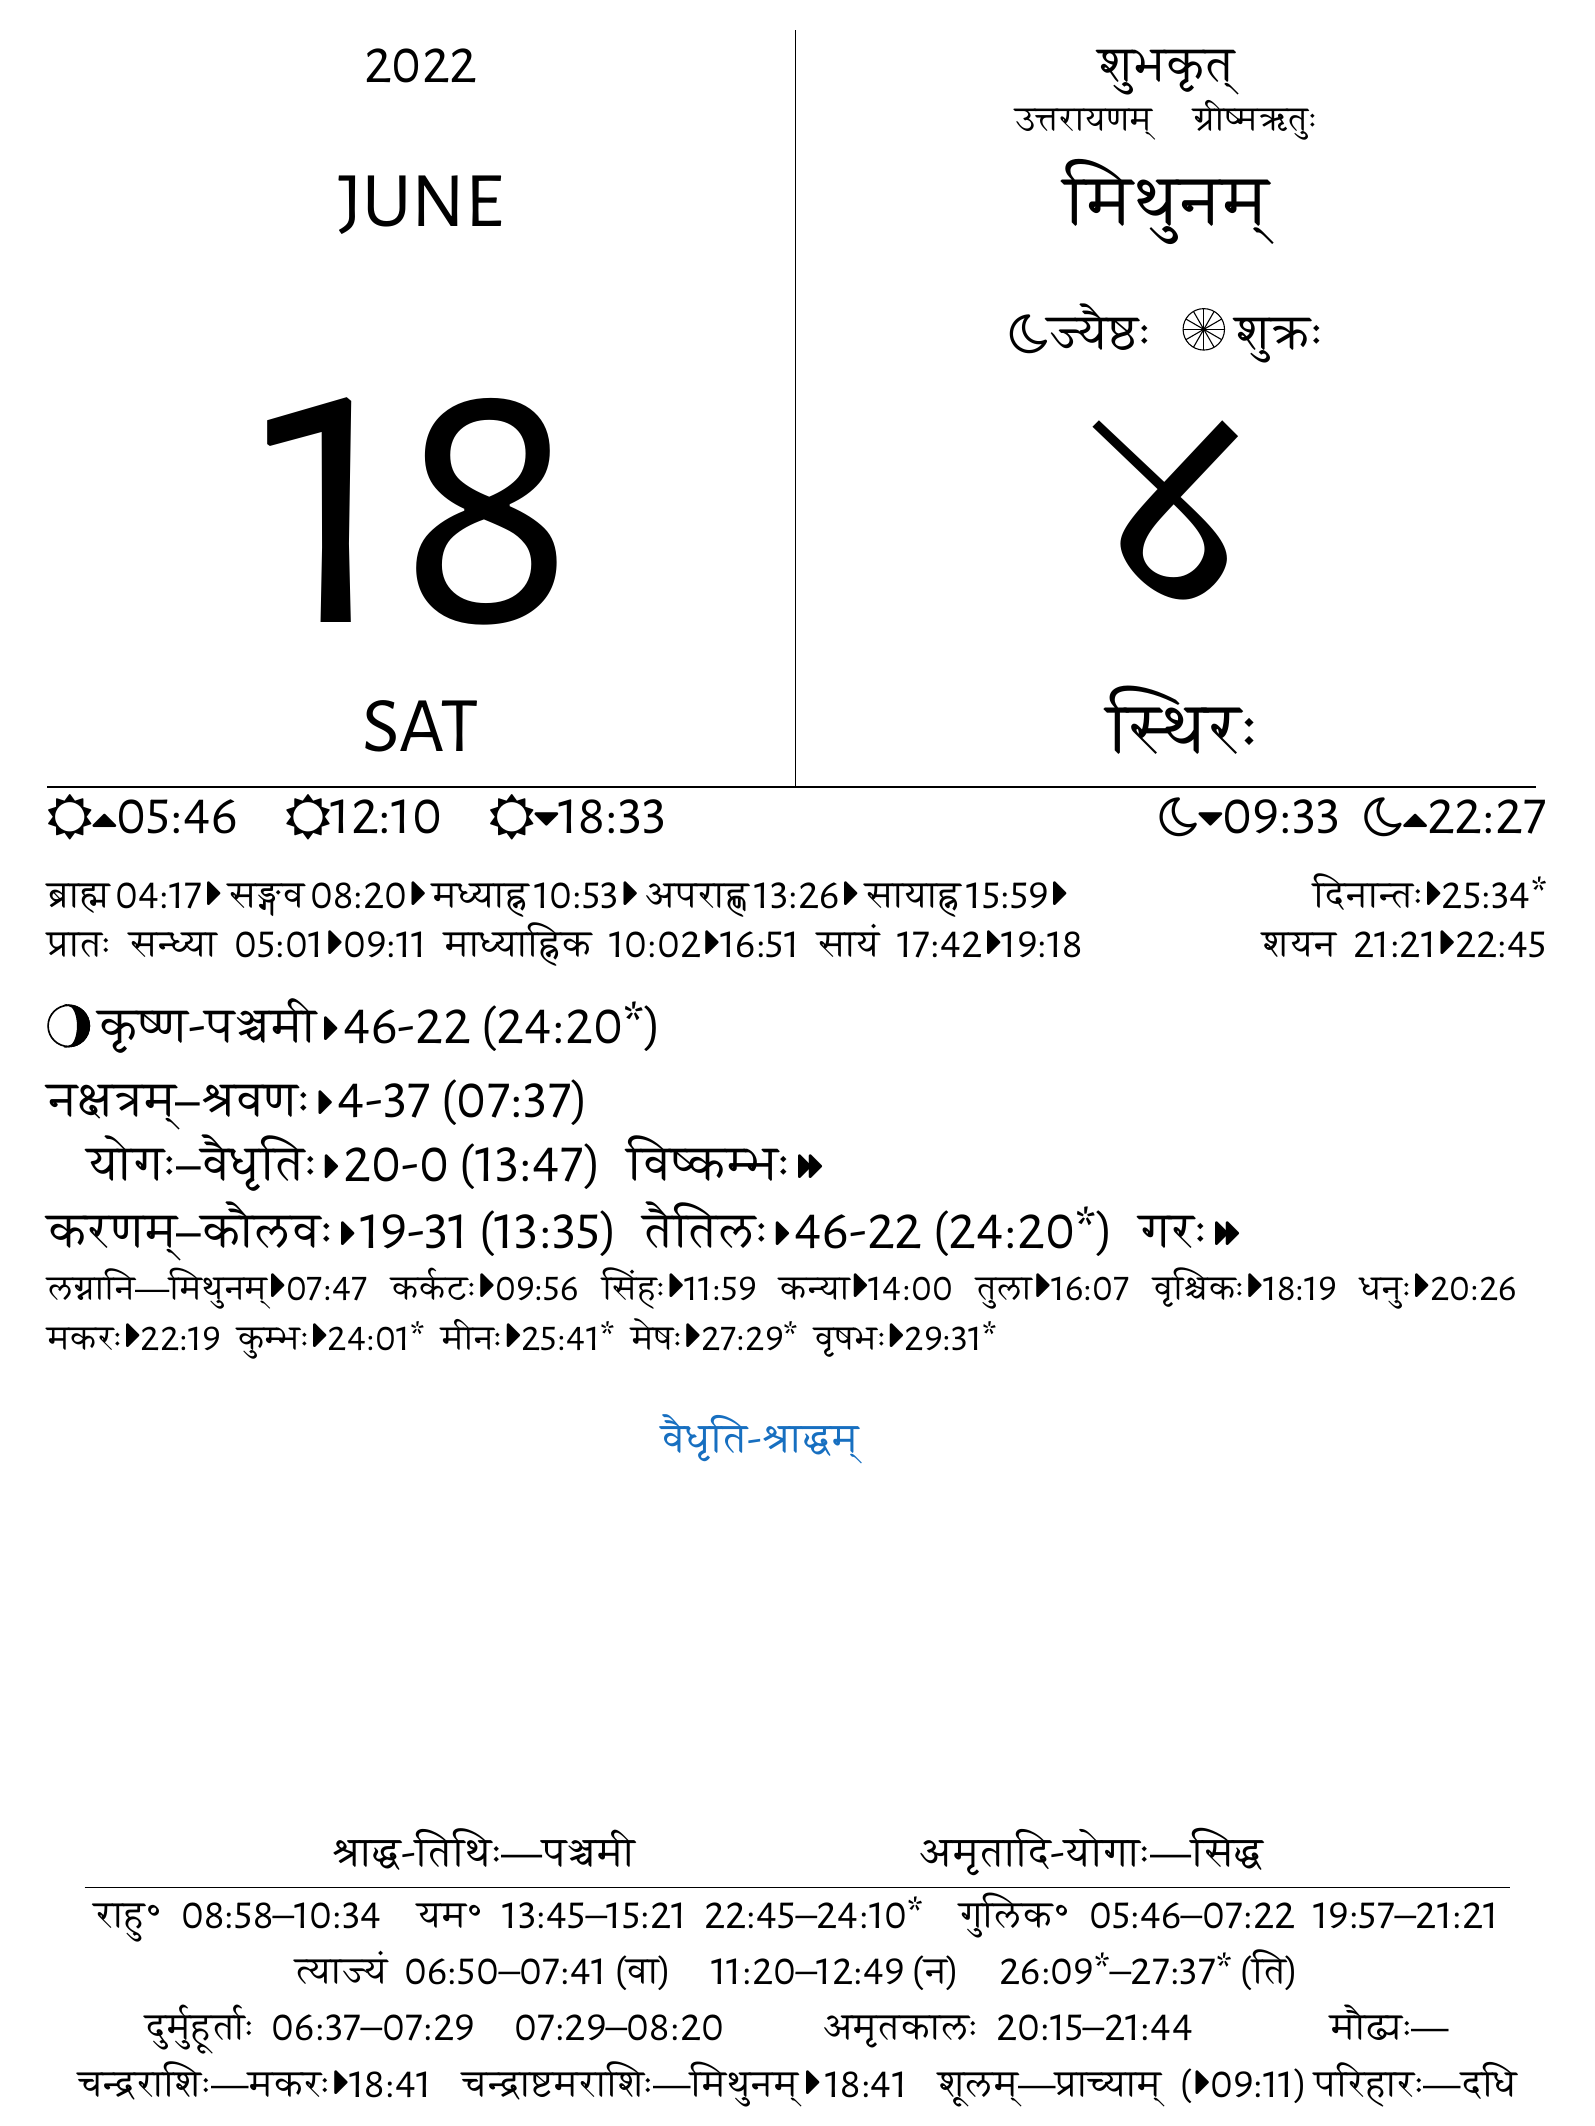 2022
JUNE
18
SAT
शुभकृत्
उत्तरायणम् ग्रीष्मऋतुः
मिथुनम्
ज्यैष्ठः शुक्रः
४
स्थिरः
05:46 12:10 18:33 09:33 22:27
ब्राह्म 04:17 सङ्गव 08:20 मध्याह्न 10:53 अपराह्ण 13:26 सायाह्न 15:59 दिनान्तः 25:34*
प्रातः सन्ध्या 05:01 09:11 माध्याह्निक 10:02 16:51 सायं 17:42 19:18 शयन 21:21 22:45
कृष्ण-पञ्चमी 46-22 (24:20*)
नक्षत्रम्–श्रवणः 4-37 (07:37)
योगः–वैधृतिः 20-0 (13:47) विष्कम्भः
करणम्–कौलवः 19-31 (13:35) तैतिलः 46-22 (24:20*) गरः
लग्नानि—मिथुनम् 07:47 कर्कटः 09:56 सिंहः 11:59 कन्या 14:00 तुला 16:07 वृश्चिकः 18:19 धनुः 20:26
मकरः 22:19 कुम्भः 24:01* मीनः 25:41* मेषः 27:29* वृषभः 29:31*
वैधृति-श्राद्धम्
श्राद्ध-तिथिः—पञ्चमी अमृतादि-योगाः—सिद्ध
राहु॰ 08:58–10:34 यम॰ 13:45–15:21 22:45–24:10* गुलिक॰ 05:46–07:22 19:57–21:21
त्याज्यं 06:50–07:41 (वा) 11:20–12:49 (न) 26:09*–27:37* (ति)
दुर्मुहूर्ताः 06:37–07:29 07:29–08:20 अमृतकालः 20:15–21:44 मौढ्यः—
चन्द्रराशिः—मकरः 18:41 चन्द्राष्टमराशिः—मिथुनम् 18:41 शूलम्—प्राच्याम् (09:11) परिहारः—दधि